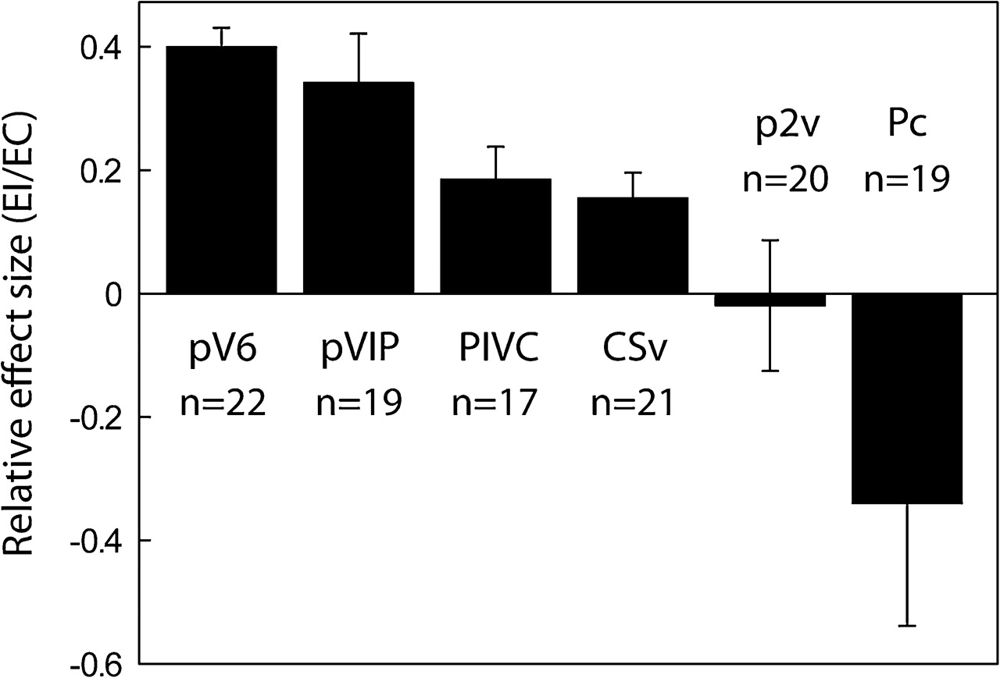 Relative effect size (EI/EC)
0.4
0.2
0
-0.2
-0.4
-0.6
pV6
n=22
pVIP
n=19
PIVC
n=17
CSv
n=21
p2v
n=20
Pc
n=19